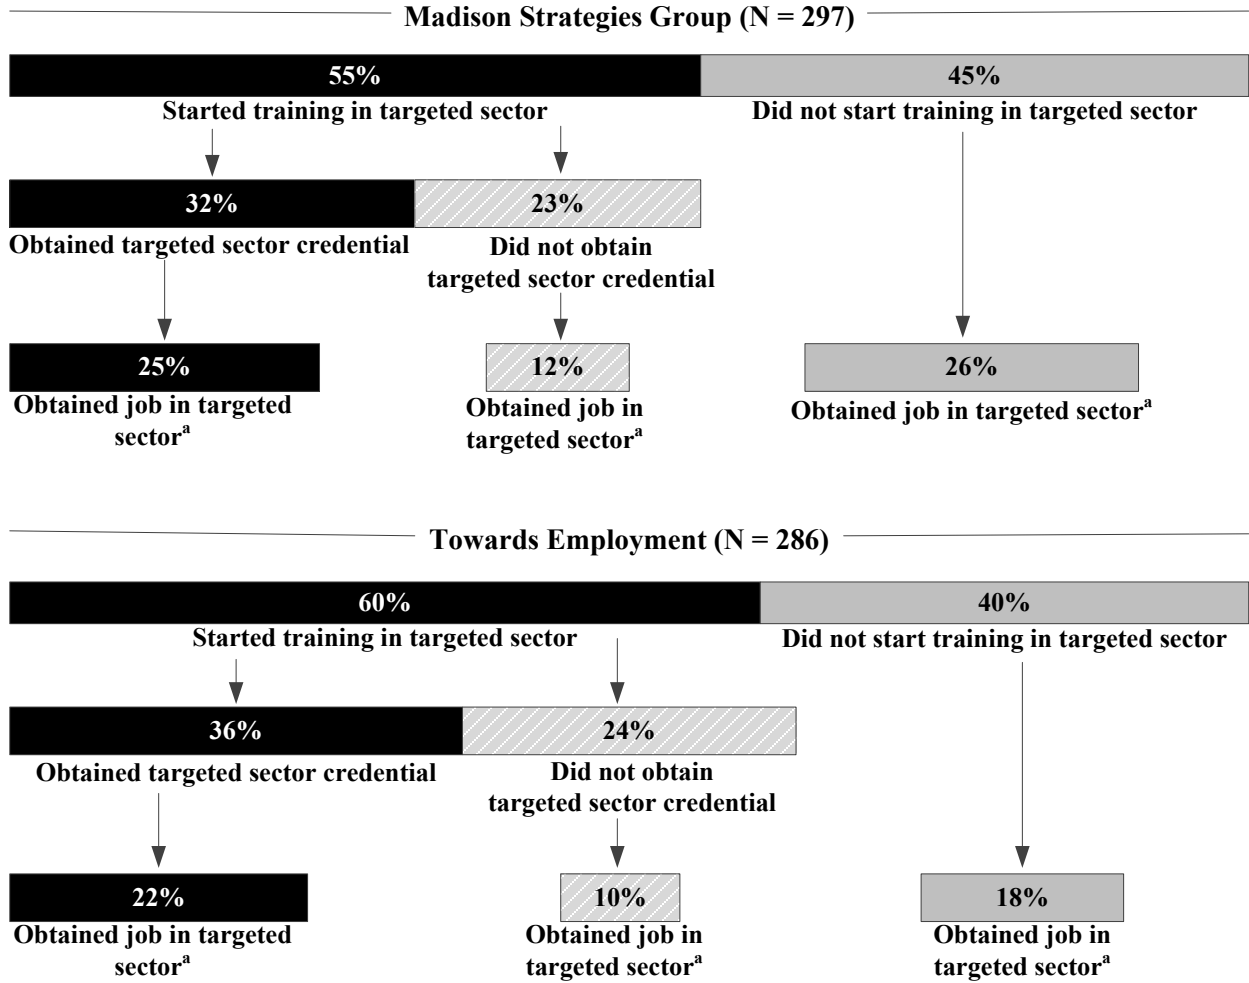 Madison Strategies Group (N = 297)
55% 45%
Started training in targeted sector Did not start training in targeted sector
32% 23%
Obtained targeted sector credential Did not obtain
targeted sector credential
25% 12% 26%
Obtained job in targeted
sectorᵃ
Obtained job in
targeted sectorᵃ
Obtained job in targeted sectorᵃ
Towards Employment (N = 286)
60% 40%
Started training in targeted sector Did not start training in targeted sector
36% 24%
Obtained targeted sector credential Did not obtain
targeted sector credential
22% 10% 18%
Obtained job in targeted
sectorᵃ
Obtained job in
targeted sectorᵃ
Obtained job in
targeted sectorᵃ